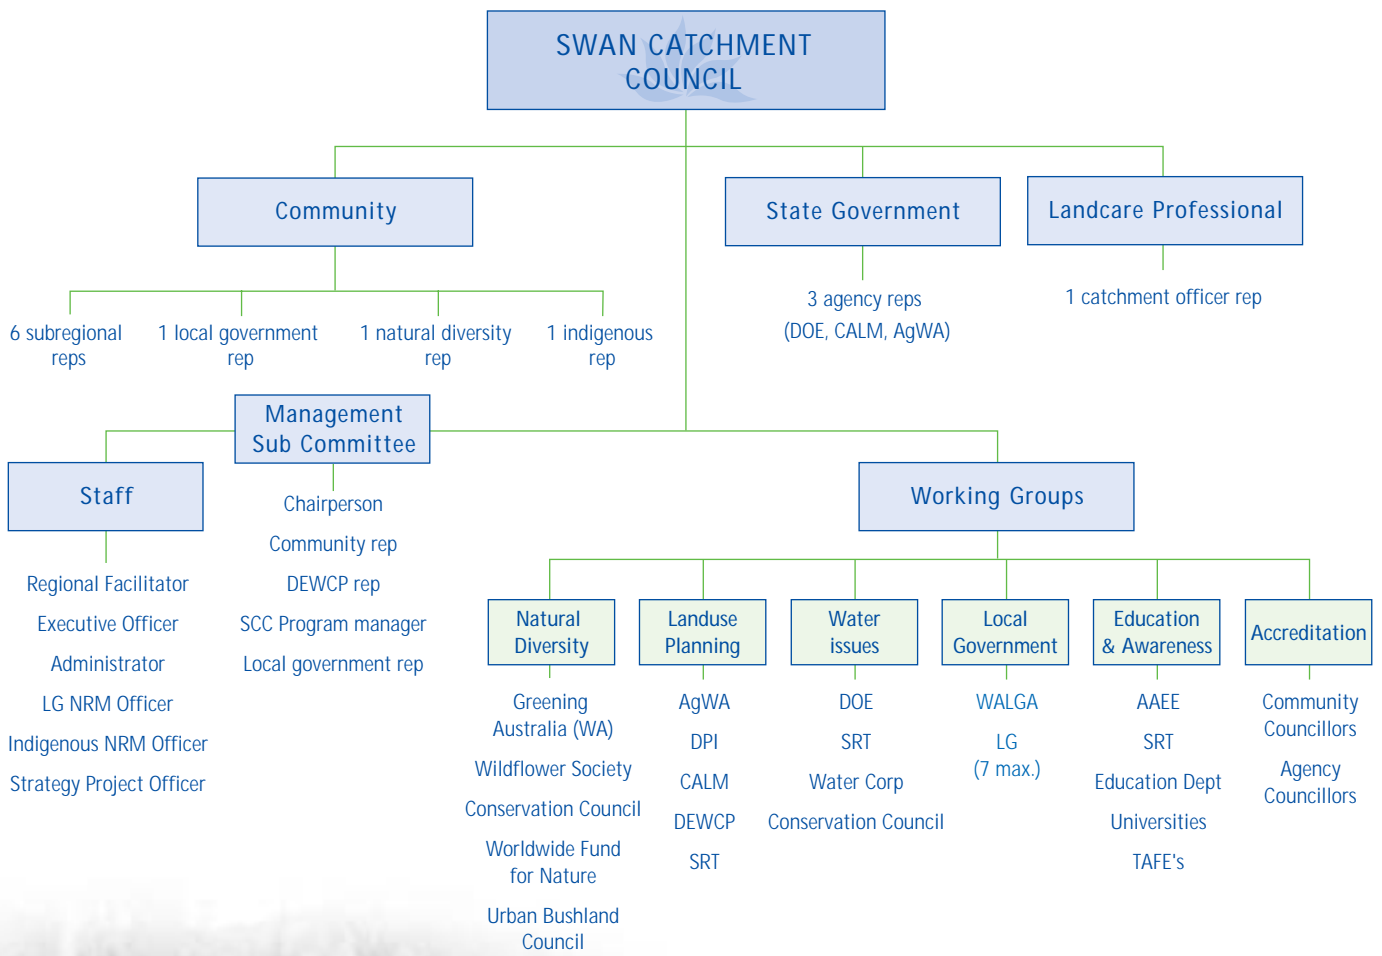 SWAN CATCHMENT
COUNCIL
Community
State Government
Landcare Professional
6 subregional
reps
1 local government
rep
1 natural diversity
rep
1 indigenous
rep
3 agency reps
(DOE, CALM, AgWA)
1 catchment officer rep
Management
Sub Committee
Chairperson
Community rep
DEWCP rep
SCC Program manager
Local government rep
Staff
Regional Facilitator
Executive Officer
Administrator
LG NRM Officer
Indigenous NRM Officer
Strategy Project Officer
Working Groups
Natural
Diversity
Greening
Australia (WA)
Wildflower Society
Conservation Council
Worldwide Fund
for Nature
Urban Bushland
Council
Landuse
Planning
AgWA
DPI
CALM
DEWCP
SRT
Water
issues
DOE
SRT
Water Corp
Conservation Council
Local
Government
WALGA
LG
(7 max.)
Education
& Awareness
AAEE
SRT
Education Dept
Universities
TAFE's
Accreditation
Community
Councillors
Agency
Councillors